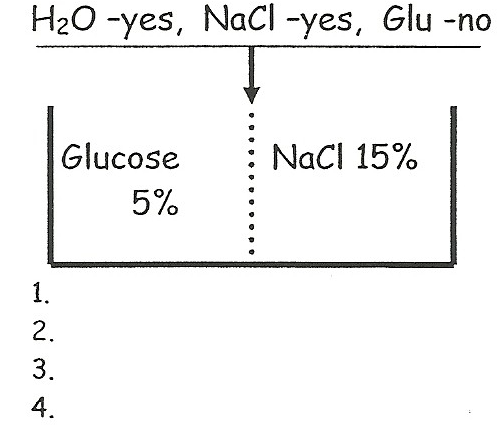 H₂O -yes, NaCl -yes, Glu -no
Glucose NaCl 15%
5%
1.
2.
3.
4.